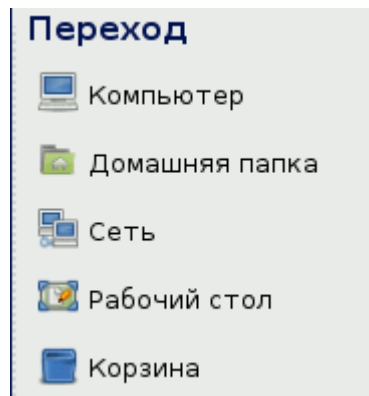 Переход
Компьютер
Домашняя папка
Сеть
Рабочий стол
Корзина